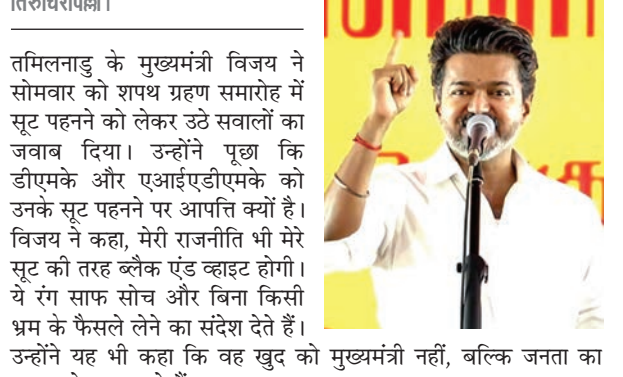 तिरुचिरापल्ली।
तमिलनाडु के मुख्यमंत्री विजय ने
सोमवार को शपथ ग्रहण समारोह में
सूट पहनने को लेकर उठे सवालों का
जवाब दिया। उन्होंने पूछा कि
डीएमके और एआईएडीएमके को
उनके सूट पहनने पर आपत्ति क्यों है।
विजय ने कहा, मेरी राजनीति भी मेरे
सूट की तरह ब्लैक एंड व्हाइट होगी।
ये रंग साफ सोच और बिना किसी
भ्रम के फैसले लेने का संदेश देते हैं।
उन्होंने यह भी कहा कि वह खुद को मुख्यमंत्री नहीं, बल्कि जनता का